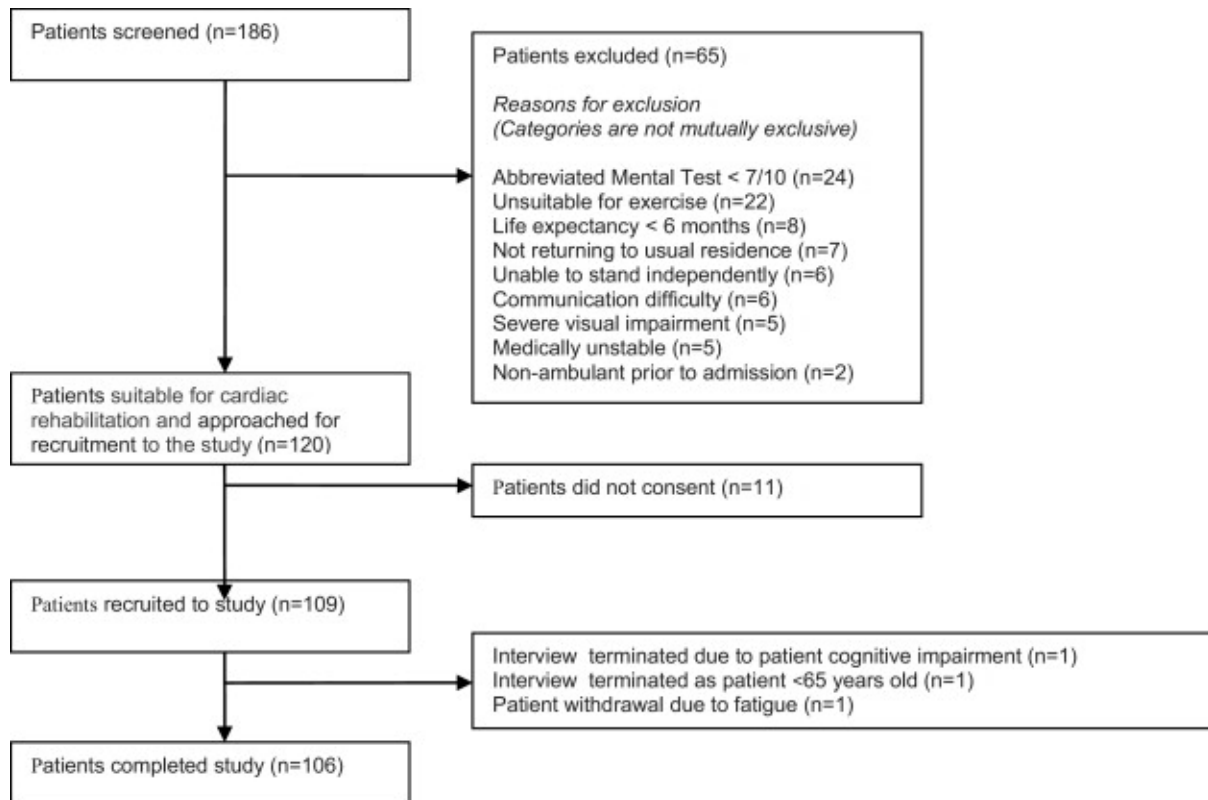 Patients screened (n=186)
Patients excluded (n=65)
Reasons for exclusion
(Categories are not mutually exclusive)
Abbreviated Mental Test < 7/10 (n=24)
Unsuitable for exercise (n=22)
Life expectancy < 6 months (n=8)
Not returning to usual residence (n=7)
Unable to stand independently (n=6)
Communication difficulty (n=6)
Severe visual impairment (n=5)
Medically unstable (n=5)
Non-ambulant prior to admission (n=2)
Patients suitable for cardiac
rehabilitation and approached for
recruitment to the study (n=120)
Patients did not consent (n=11)
Patients recruited to study (n=109)
Interview terminated due to patient cognitive impairment (n=1)
Interview terminated as patient <65 years old (n=1)
Patient withdrawal due to fatigue (n=1)
Patients completed study (n=106)